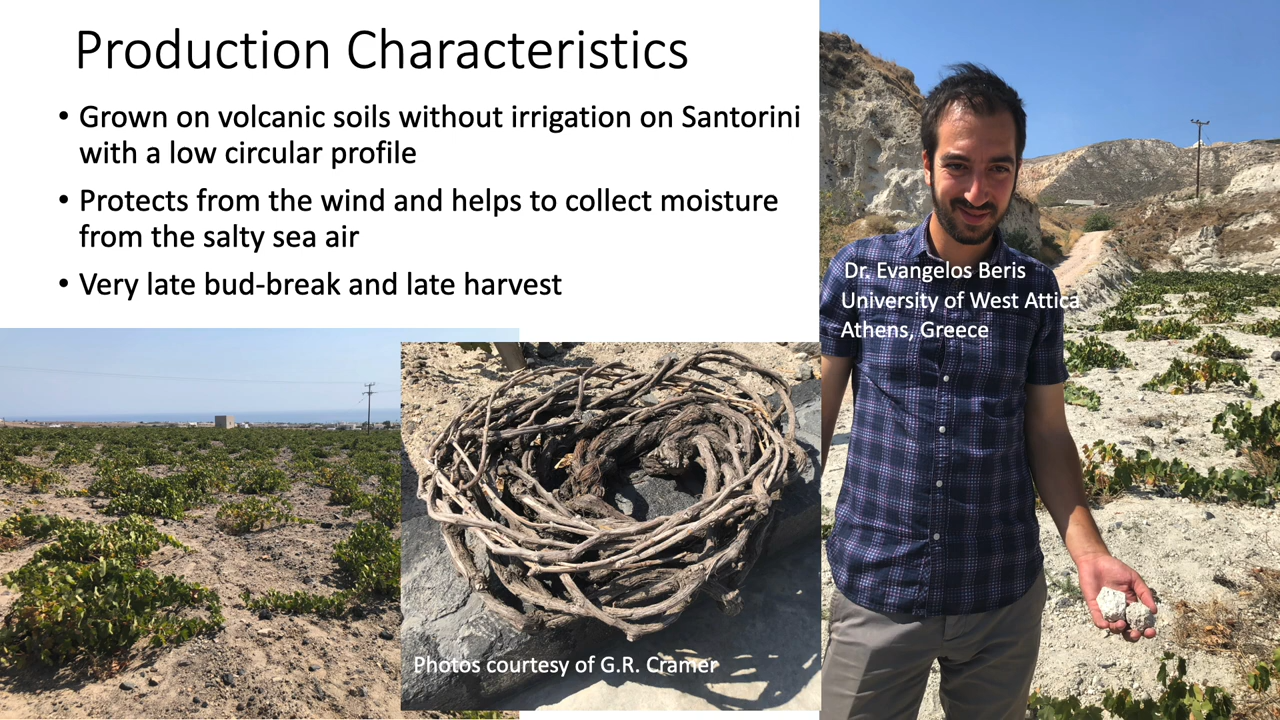 Production Characteristics
• Grown on volcanic soils without irrigation on Santorini
with a low circular profile
• Protects from the wind and helps to collect moisture
from the salty sea air
• Very late bud-break and late harvest
Dr. Evangelos Beris
University of West Attica
Athens, Greece
Photos courtesy of G.R. Cramer